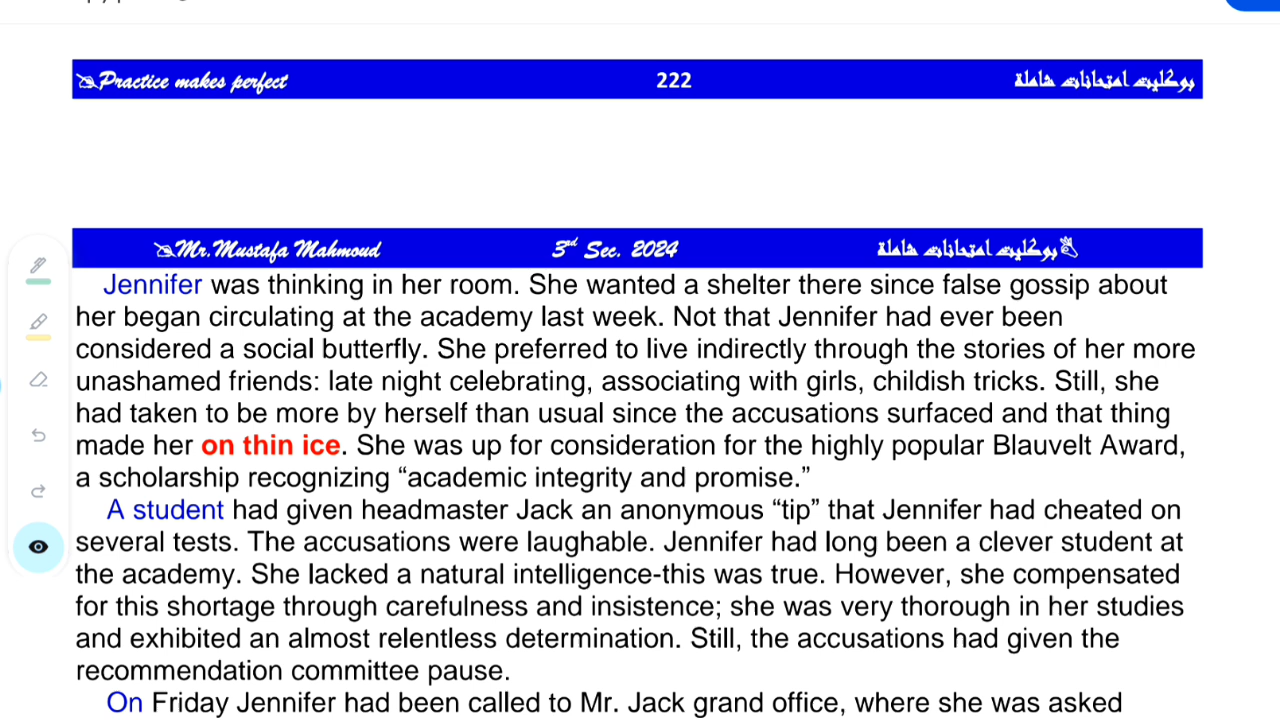 Practice makes perfect 222 بوكليت امتحانات شاملة
Mr. Mustafa Mahmoud 3rd Sec. 2024 بوكليت امتحانات شاملة
Jennifer was thinking in her room. She wanted a shelter there since false gossip about
her began circulating at the academy last week. Not that Jennifer had ever been
considered a social butterfly. She preferred to live indirectly through the stories of her more
unashamed friends: late night celebrating, associating with girls, childish tricks. Still, she
had taken to be more by herself than usual since the accusations surfaced and that thing
made her on thin ice. She was up for consideration for the highly popular Blauvelt Award,
a scholarship recognizing “academic integrity and promise.”
A student had given headmaster Jack an anonymous “tip” that Jennifer had cheated on
several tests. The accusations were laughable. Jennifer had long been a clever student at
the academy. She lacked a natural intelligence-this was true. However, she compensated
for this shortage through carefulness and insistence; she was very thorough in her studies
and exhibited an almost relentless determination. Still, the accusations had given the
recommendation committee pause.
On Friday Jennifer had been called to Mr. Jack grand office, where she was asked